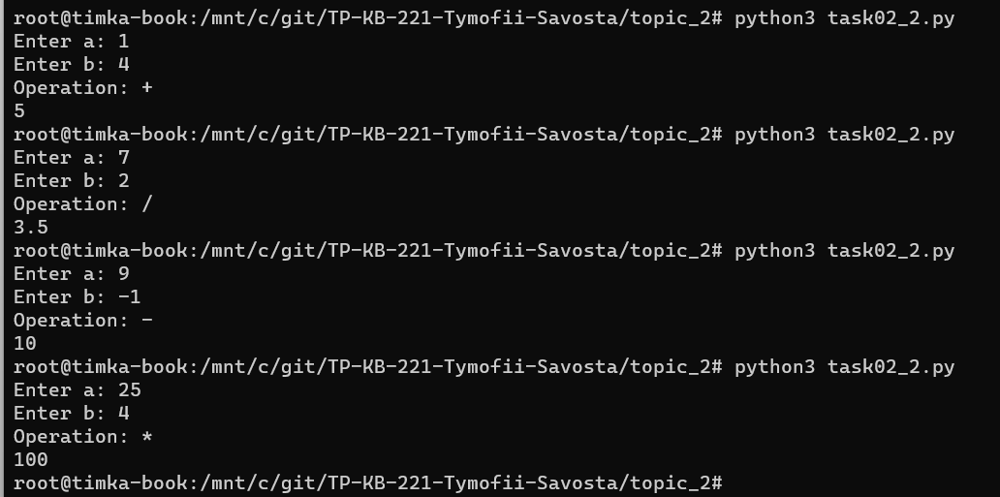 root@timka-book:/mnt/c/git/TP-KB-221-Tymofii-Savosta/topic_2# python3 task02_2.py
Enter a: 1
Enter b: 4
Operation: +
5
root@timka-book:/mnt/c/git/TP-KB-221-Tymofii-Savosta/topic_2# python3 task02_2.py
Enter a: 7
Enter b: 2
Operation: /
3.5
root@timka-book:/mnt/c/git/TP-KB-221-Tymofii-Savosta/topic_2# python3 task02_2.py
Enter a: 9
Enter b: -1
Operation: -
10
root@timka-book:/mnt/c/git/TP-KB-221-Tymofii-Savosta/topic_2# python3 task02_2.py
Enter a: 25
Enter b: 4
Operation: *
100
root@timka-book:/mnt/c/git/TP-KB-221-Tymofii-Savosta/topic_2#